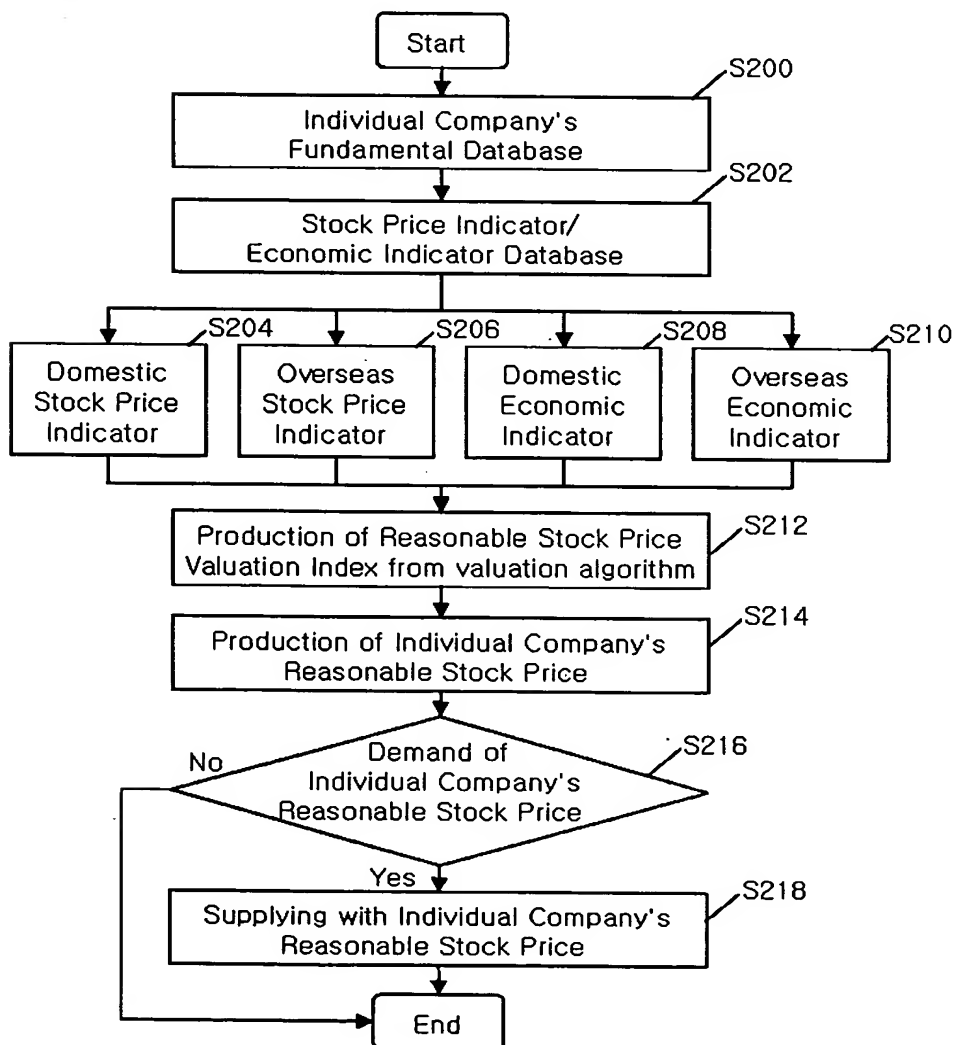 Start
S200
Individual Company's
Fundamental Database
S202
Stock Price Indicator/
Economic Indicator Database
S204
S206
S208
S210
Domestic
Stock Price
Indicator
Overseas
Stock Price
Indicator
Domestic
Economic
Indicator
Overseas
Economic
Indicator
S212
Production of Reasonable Stock Price
Valuation Index from valuation algorithm
S214
Production of Individual Company's
Reasonable Stock Price
S216
No
Demand of
Individual Company's
Reasonable Stock Price
Yes
S218
Supplying with Individual Company's
Reasonable Stock Price
End